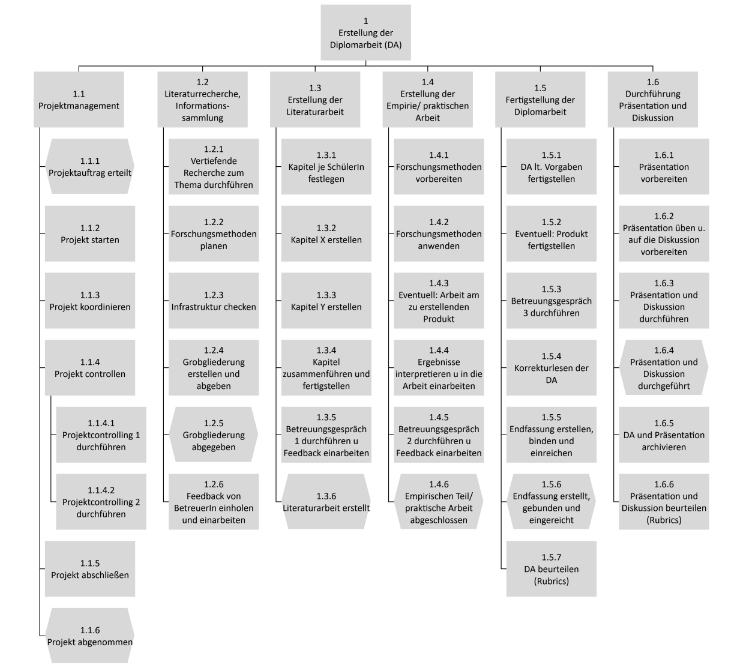 1
Erstellung der
Diplomarbeit (DA)
1.1
Projektmanagement
1.1.1
Projektauftrag erteilt
1.1.2
Projekt starten
1.1.3
Projekt koordinieren
1.1.4
Projekt controllen
1.1.4.1
Projektcontrolling 1
durchführen
1.1.4.2
Projektcontrolling 2
durchführen
1.1.5
Projekt abschließen
1.1.6
Projekt abgenommen
1.2
Literaturrecherche,
Informations-
sammlung
1.2.1
Vertiefende
Recherche zum
Thema durchführen
1.2.2
Forschungsmethoden
planen
1.2.3
Infrastruktur checken
1.2.4
Grobgliederung
erstellen und
abgeben
1.2.5
Grobgliederung
abgegeben
1.2.6
Feedback von
BetreuerIn einholen
und einarbeiten
1.3
Erstellung der
Literaturarbeit
1.3.1
Kapitel je SchülerIn
festlegen
1.3.2
Kapitel X erstellen
1.3.3
Kapitel Y erstellen
1.3.4
Kapitel
zusammenführen und
fertigstellen
1.3.5
Betreuungsgespräch
1 durchführen u
Feedback einarbeiten
1.3.6
Literaturarbeit erstellt
1.4
Erstellung der
Empirie/ praktischen
Arbeit
1.4.1
Forschungsmethoden
vorbereiten
1.4.2
Forschungsmethoden
anwenden
1.4.3
Eventuell: Arbeit am
zu erstellenden
Produkt
1.4.4
Ergebnisse
interpretieren u in die
Arbeit einarbeiten
1.4.5
Betreuungsgespräch
2 durchführen u
Feedback einarbeiten
1.4.6
Empirischen Teil/
praktische Arbeit
abgeschlossen
1.5
Fertigstellung der
Diplomarbeit
1.5.1
DA lt. Vorgaben
fertigstellen
1.5.2
Eventuell: Produkt
fertigstellen
1.5.3
Betreuungsgespräch
3 durchführen
1.5.4
Korrekturlesen der
DA
1.5.5
Endfassung erstellen,
binden und
einreichen
1.5.6
Endfassung erstellt,
gebunden und
eingereicht
1.5.7
DA beurteilen
(Rubrics)
1.6
Durchführung
Präsentation und
Diskussion
1.6.1
Präsentation
vorbereiten
1.6.2
Präsentation üben u.
auf die Diskussion
vorbereiten
1.6.3
Präsentation und
Diskussion
durchführen
1.6.4
Präsentation und
Diskussion
durchgeführt
1.6.5
DA und Präsentation
archivieren
1.6.6
Präsentation und
Diskussion beurteilen
(Rubrics)